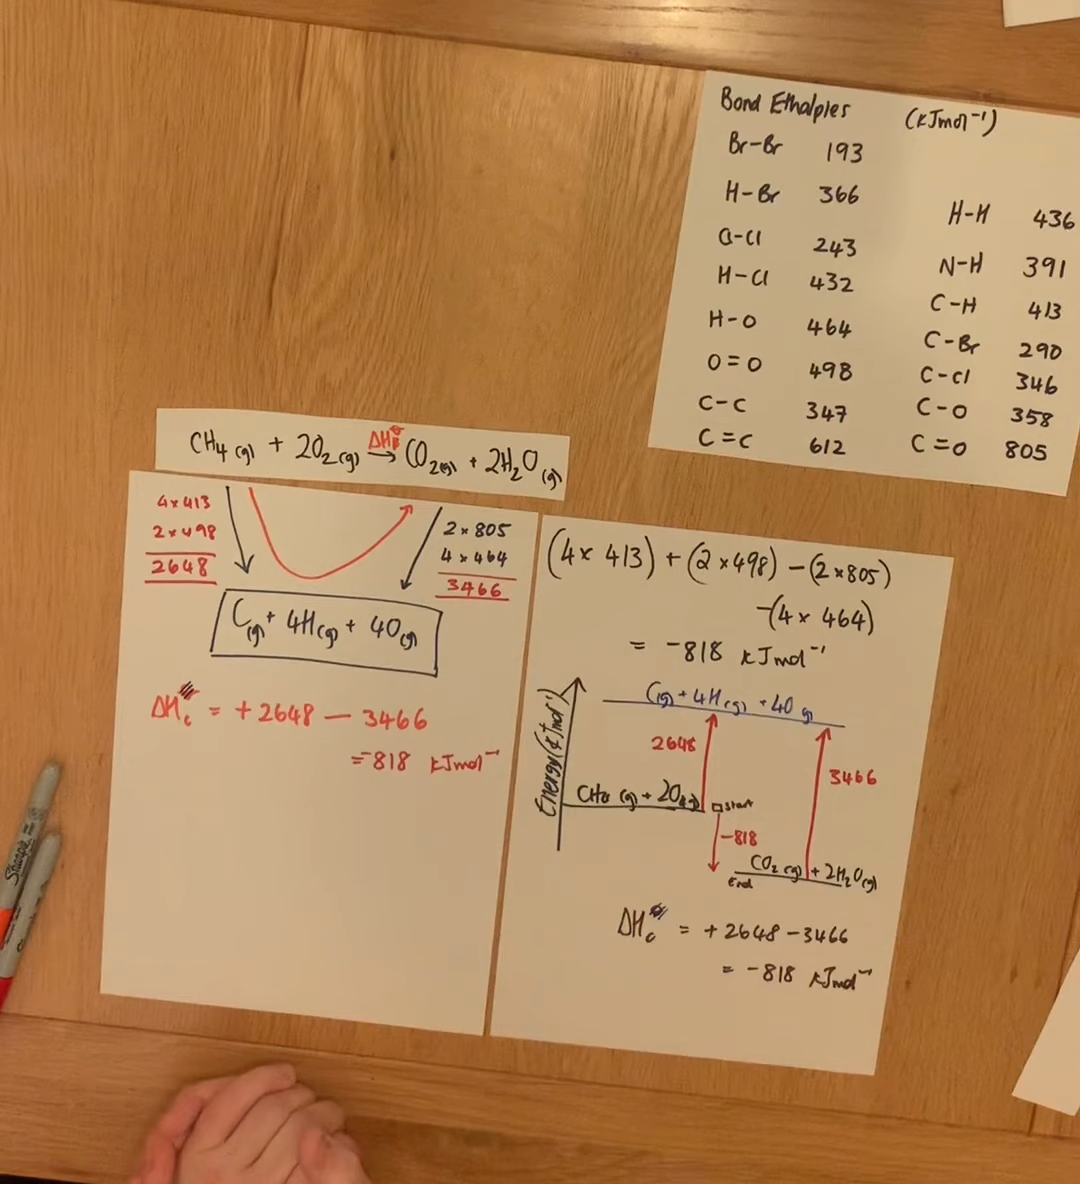 Bond Ethalpies (kJmol⁻¹)
Br-Br 193
H-Br 366
Cl-Cl 243
H-Cl 432
H-O 464
O=O 498
C-C 347
C=C 612
H-H 436
N-H 391
C-H 413
C-Br 290
C-Cl 346
C-O 358
C=O 805
CH₄(g) + 2O₂(g) → CO₂(g) + 2H₂O(g)
4×413
2×498
2648
2×805
4×464
3466
C(g) + 4H(g) + 4O(g)
ΔHc = +2648 – 3466
= -818 kJmol⁻¹
(4× 413) + (2×498) – (2×805)
-(4× 464)
= -818 kJmol⁻¹
C(g) + 4H(g) + 4O g)
Energy (kJmol⁻¹)
2648
3466
CH₄ (g) + 2O₂(g)
start
-818
CO₂ (g) + 2H₂O(g)
End
ΔHc = +2648 – 3466
= -818 kJmol⁻¹
Sharpie